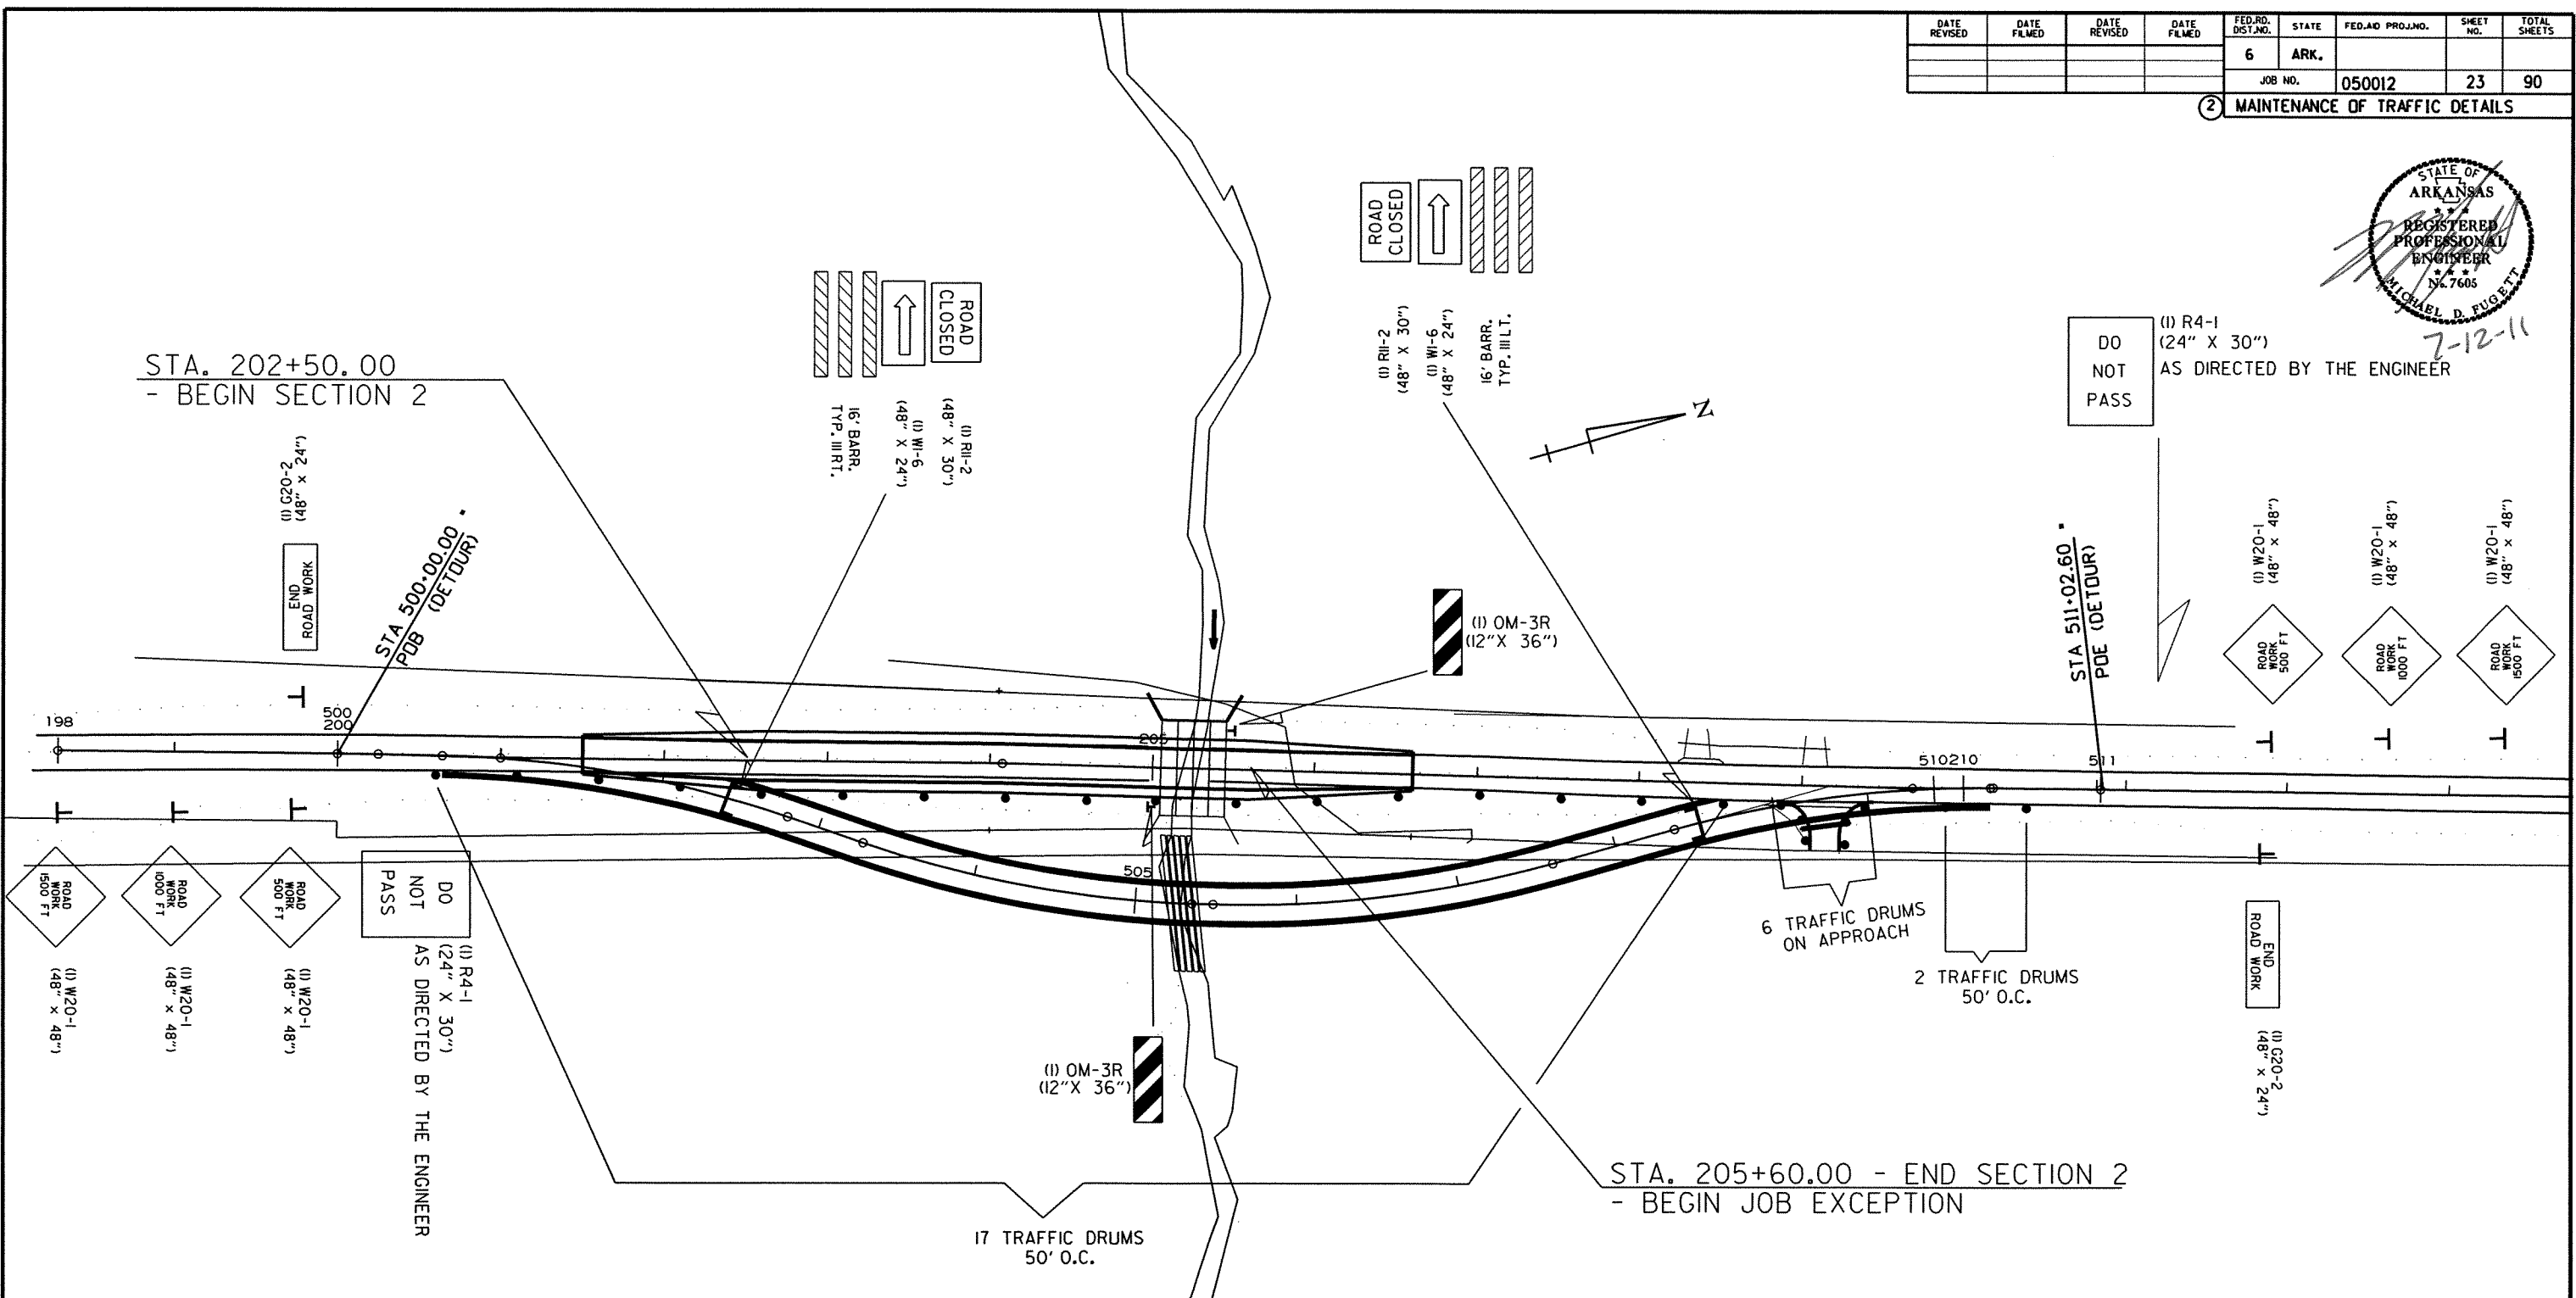 DATE REVISED
DATE FILMED
DATE REVISED
DATE FILMED
FED.RD. DIST.NO.
STATE
FED.AID PROJ.NO.
SHEET NO.
TOTAL SHEETS
6
ARK.
JOB NO.
050012
23
90
2
MAINTENANCE OF TRAFFIC DETAILS
STATE OF
ARKANSAS
REGISTERED
PROFESSIONAL
ENGINEER
No. 7605
MICHAEL D. FUGETT
7-12-11
STA. 202+50.00
- BEGIN SECTION 2
ROAD
CLOSED
(1) R11-2
(48" X 30")
(1) W1-6
(48" X 24")
16' BARR.
TYP. III RT.
ROAD
CLOSED
(1) R11-2
(48" X 30")
(1) W1-6
(48" X 24")
16' BARR.
TYP. III LT.
N
DO
NOT
PASS
(1) R4-1
(24" X 30")
AS DIRECTED BY THE ENGINEER
(1) G20-2
(48" x 24")
END
ROAD WORK
STA 500+00.00
POB (DETOUR)
(1) OM-3R
(12"X 36")
STA 511+02.60
POE (DETOUR)
(1) W20-1
(48" x 48")
(1) W20-1
(48" x 48")
(1) W20-1
(48" x 48")
ROAD
WORK
500 FT
ROAD
WORK
1000 FT
ROAD
WORK
1500 FT
198
500
200
205
510
210
511
505
ROAD
WORK
1500 FT
ROAD
WORK
1000 FT
ROAD
WORK
500 FT
(1) W20-1
(48" x 48")
(1) W20-1
(48" x 48")
(1) W20-1
(48" x 48")
DO
NOT
PASS
(1) R4-1
(24" X 30")
AS DIRECTED BY THE ENGINEER
(1) OM-3R
(12"X 36")
6 TRAFFIC DRUMS
ON APPROACH
2 TRAFFIC DRUMS
50' O.C.
END
ROAD WORK
(1) G20-2
(48" x 24")
STA. 205+60.00 - END SECTION 2
- BEGIN JOB EXCEPTION
17 TRAFFIC DRUMS
50' O.C.